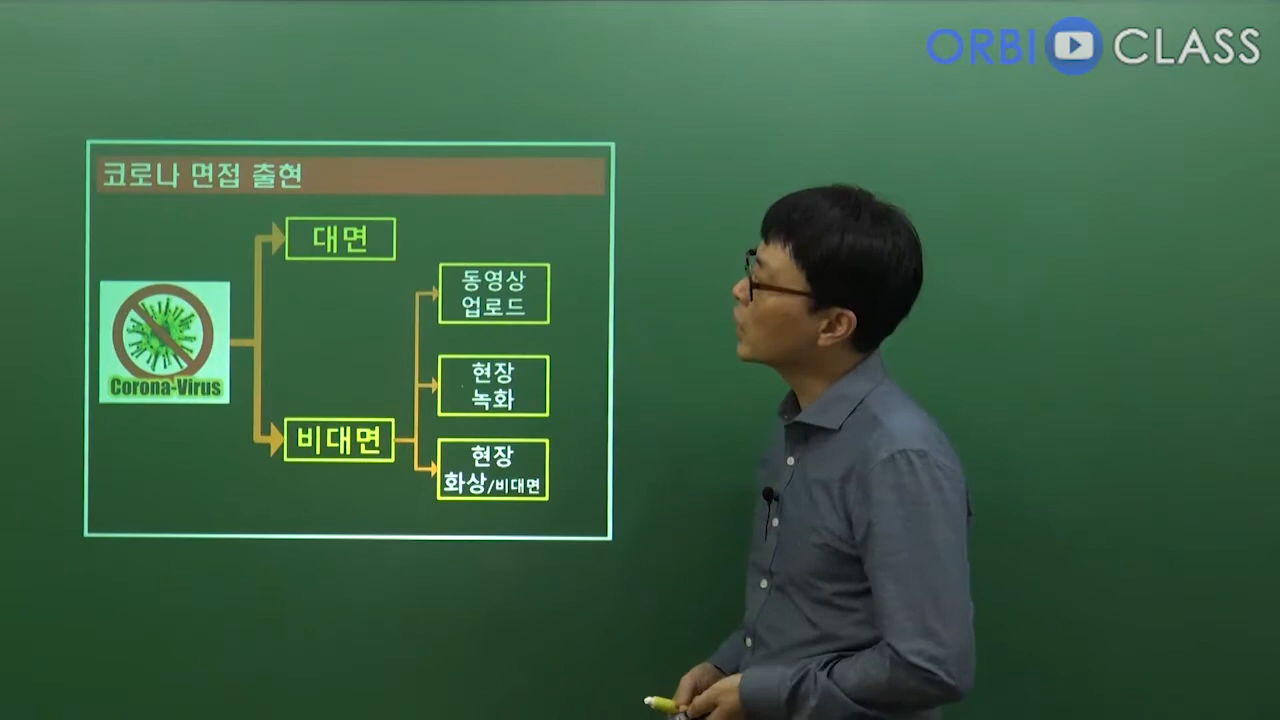 ORBI CLASS
코로나 면접 출현
대면
동영상
업로드
현장
녹화
Corona-Virus
비대면
현장
화상/비대면